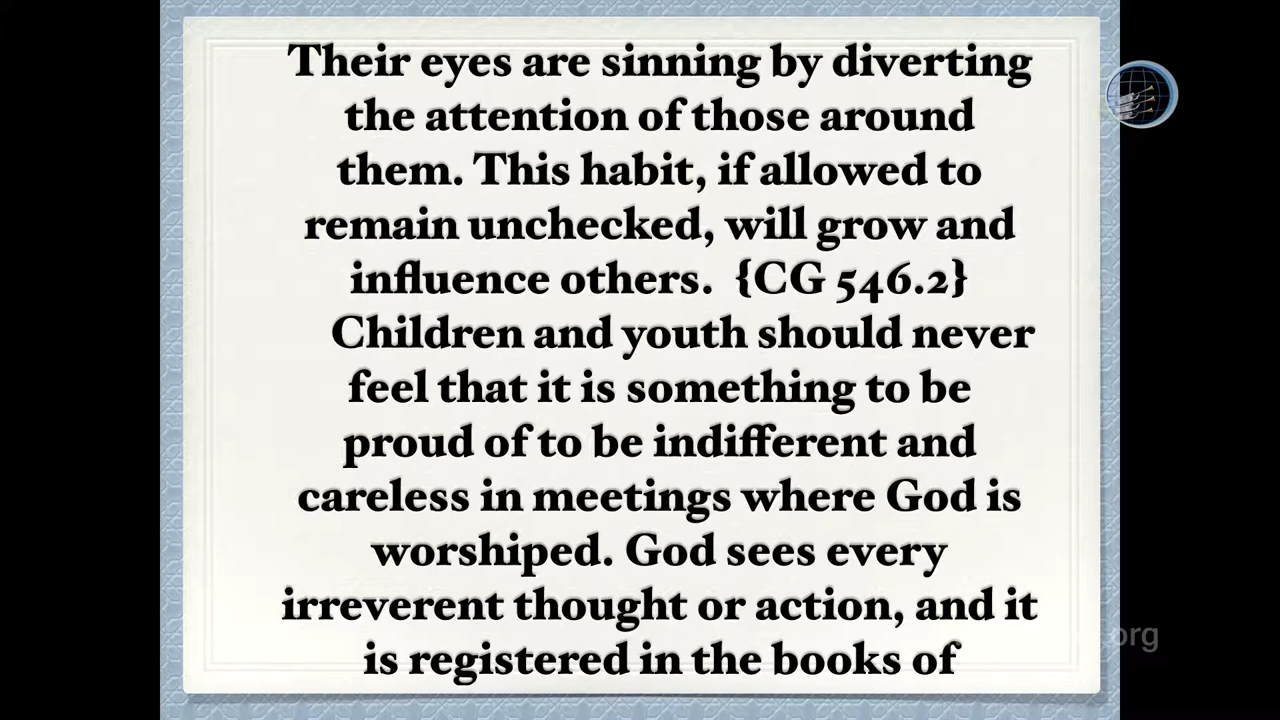 Their eyes are sinning by diverting
the attention of those around
them. This habit, if allowed to
remain unchecked, will grow and
influence others. {CG 546.2}
Children and youth should never
feel that it is something to be
proud of to be indifferent and
careless in meetings where God is
worshiped. God sees every
irreverent thought or action, and it
is registered in the books of
.org